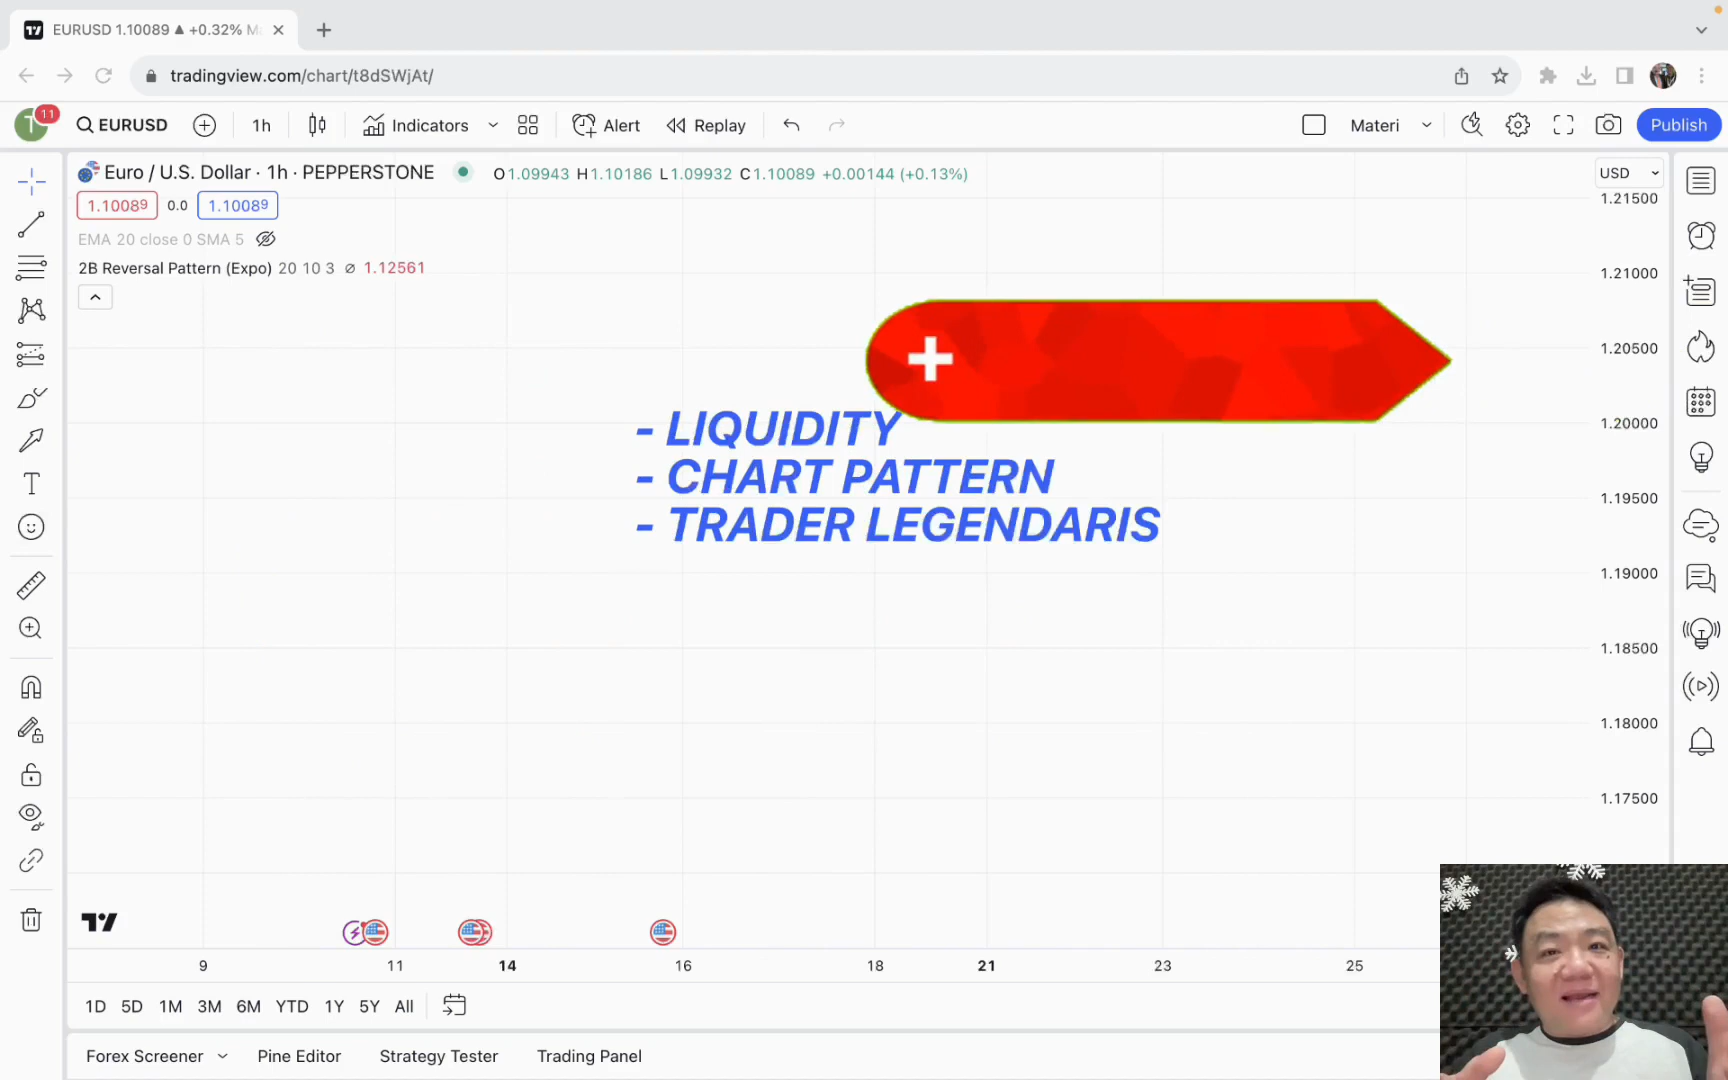 EURUSD 1.10089 ▲ +0.32% M
tradingview.com/chart/t8dSWjAt/
T
11
EURUSD
1h
Indicators
Alert
Replay
Materi
Publish
Euro / U.S. Dollar · 1h · PEPPERSTONE
O1.09943 H1.10186 L1.09932 C1.10089 +0.00144 (+0.13%)
USD
1.10089
0.0
1.10089
EMA 20 close 0 SMA 5
2B Reversal Pattern (Expo) 20 10 3 ∅ 1.12561
1.21500
1.21000
1.20500
1.20000
1.19500
1.19000
1.18500
1.18000
1.17500
- LIQUIDITY
- CHART PATTERN
- TRADER LEGENDARIS
9 11 14 16 18 21 23 25
1D 5D 1M 3M 6M YTD 1Y 5Y All
Forex Screener Pine Editor Strategy Tester Trading Panel